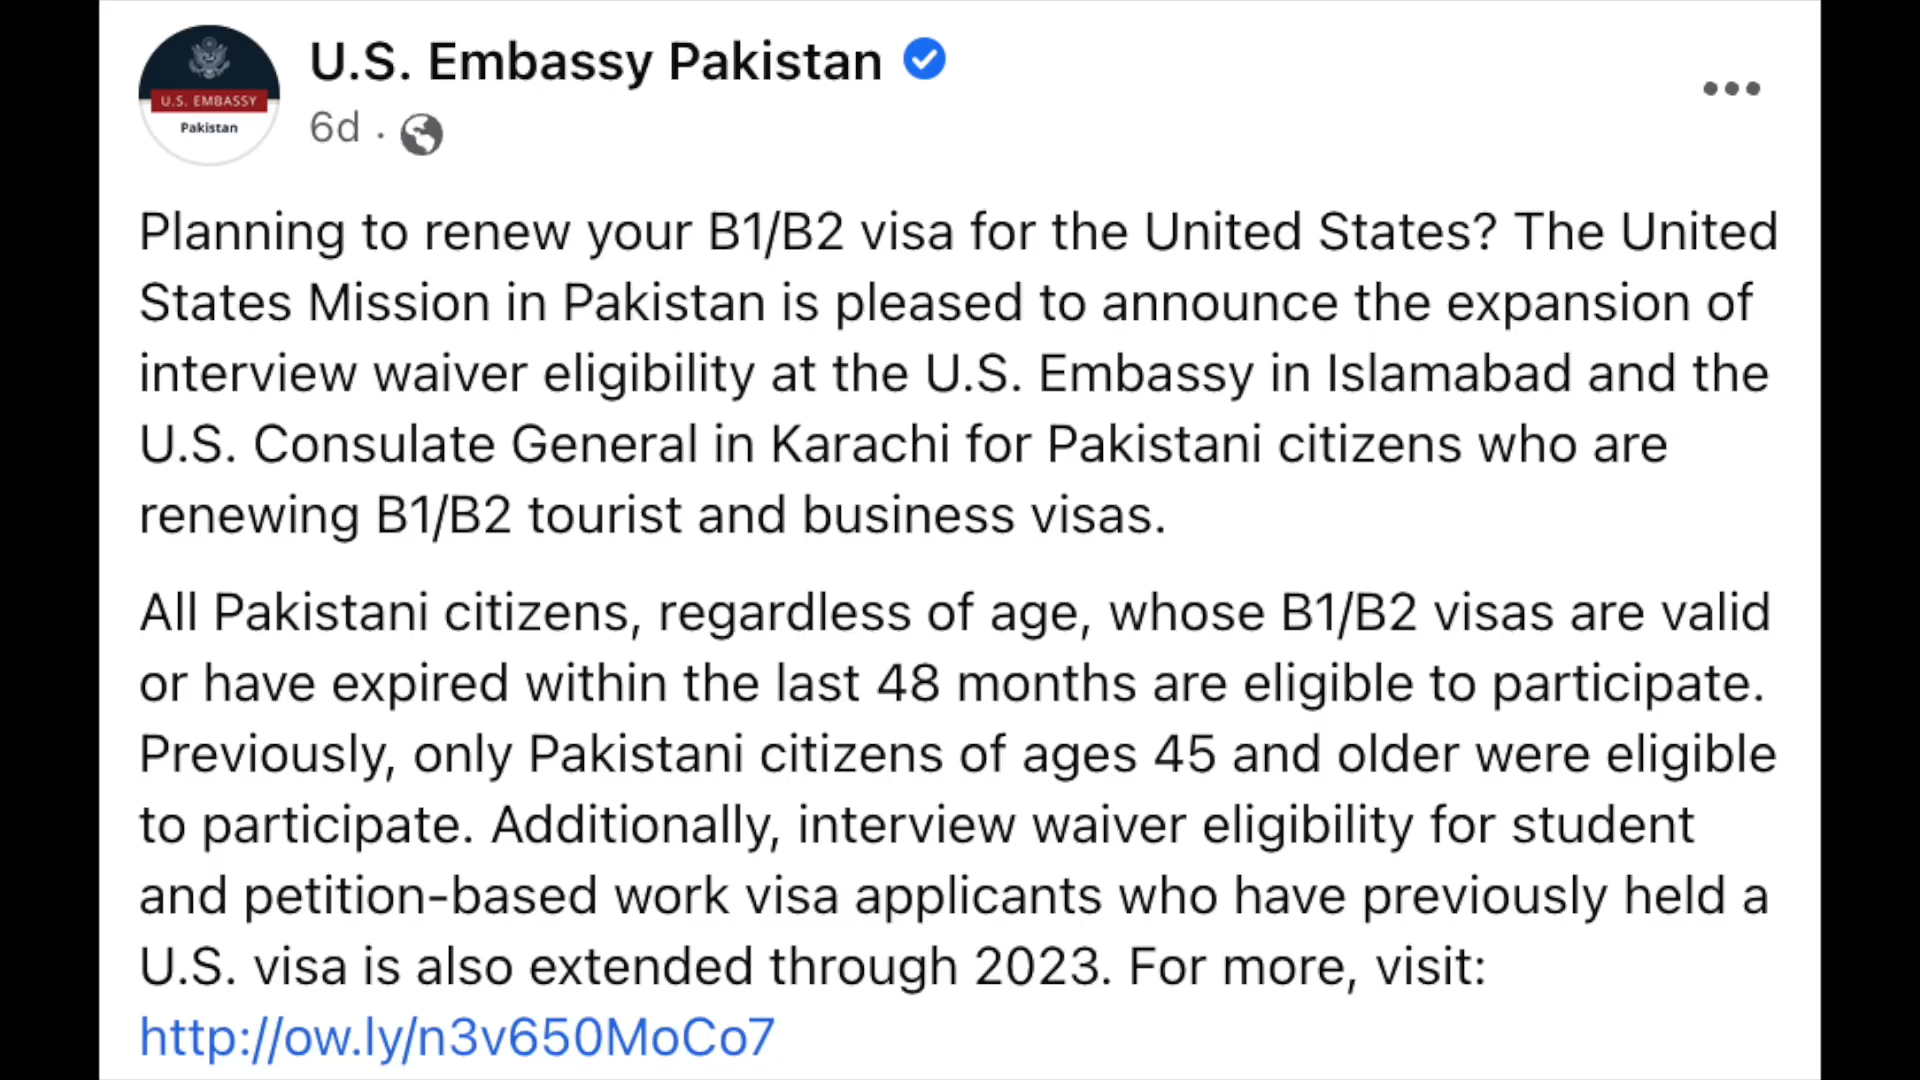 U.S. EMBASSY
Pakistan
U.S. Embassy Pakistan
6d ·
Planning to renew your B1/B2 visa for the United States? The United
States Mission in Pakistan is pleased to announce the expansion of
interview waiver eligibility at the U.S. Embassy in Islamabad and the
U.S. Consulate General in Karachi for Pakistani citizens who are
renewing B1/B2 tourist and business visas.
All Pakistani citizens, regardless of age, whose B1/B2 visas are valid
or have expired within the last 48 months are eligible to participate.
Previously, only Pakistani citizens of ages 45 and older were eligible
to participate. Additionally, interview waiver eligibility for student
and petition-based work visa applicants who have previously held a
U.S. visa is also extended through 2023. For more, visit:
http://ow.ly/n3v650MoCo7